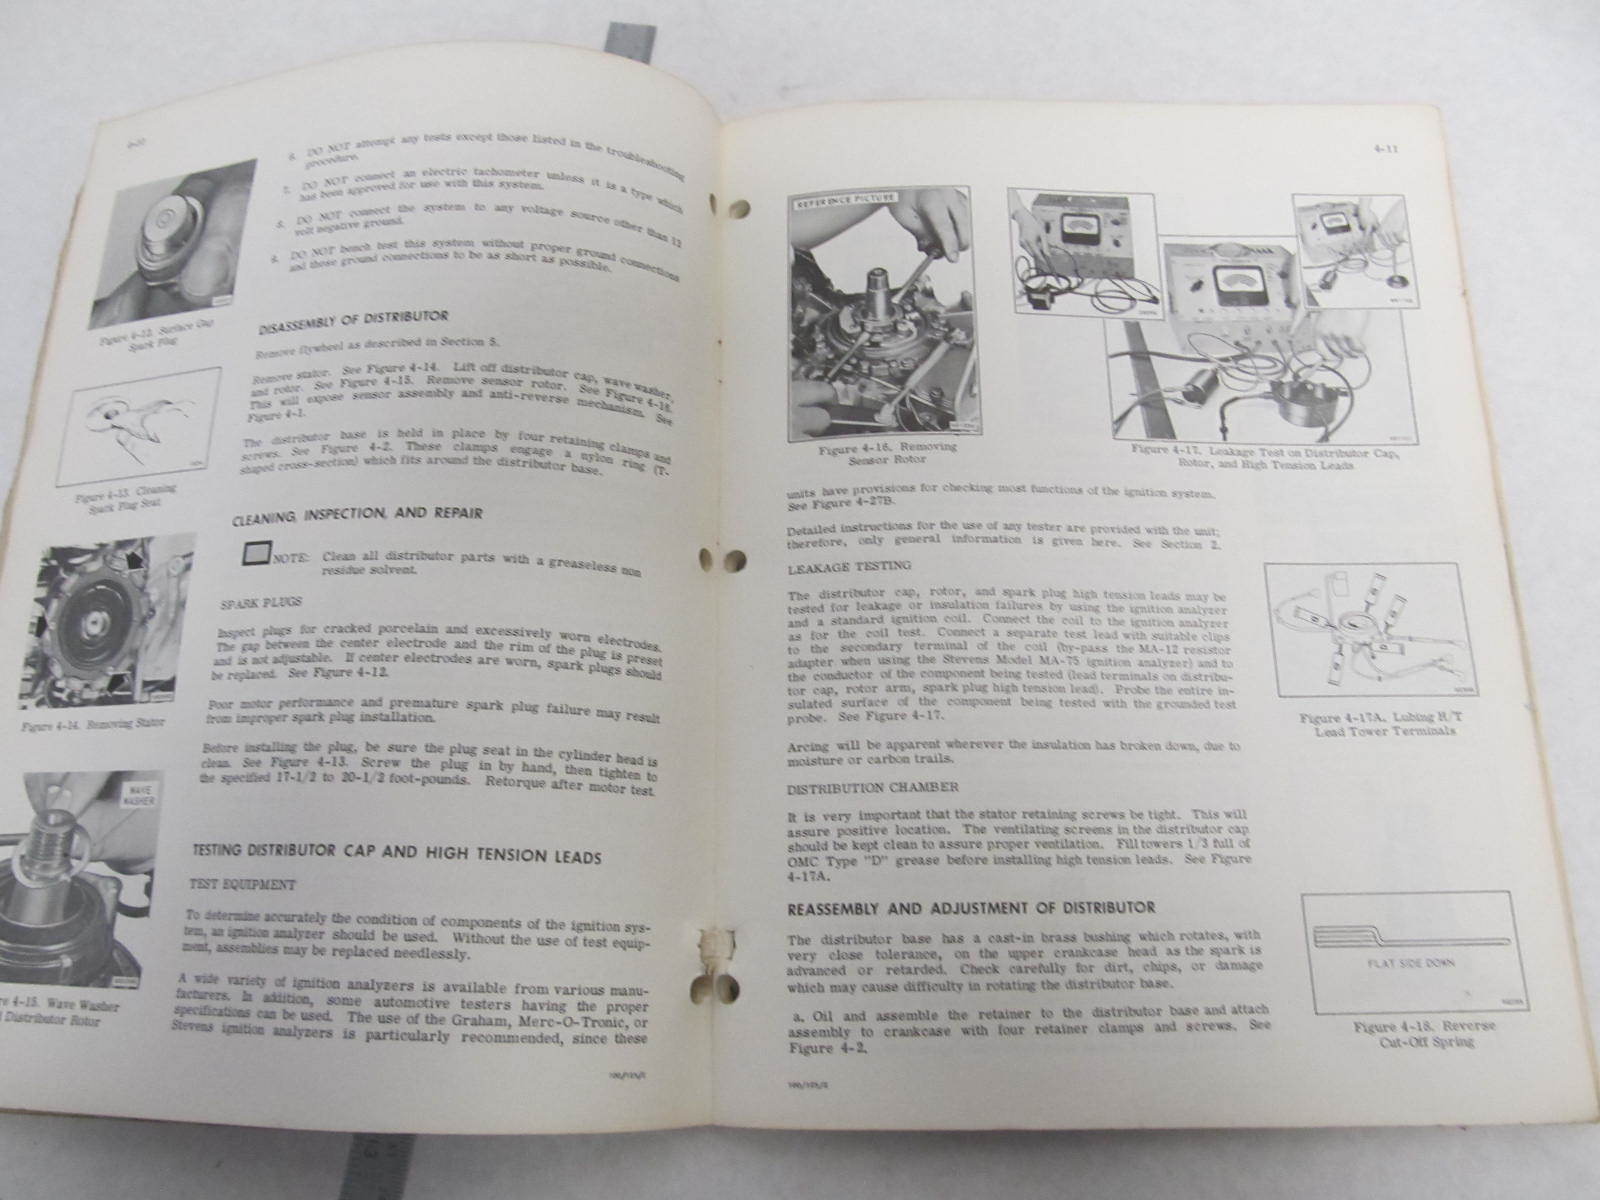 4-10
6. DO NOT attempt any tests except those listed in the troubleshooting
procedure.
7. DO NOT connect an electric tachometer unless it is a type which
has been approved for use with this system.
8. DO NOT connect the system to any voltage source other than 12
volt negative ground.
9. DO NOT bench test this system without proper ground connections
and those ground connections to be as short as possible.
Figure 4-12. Surface Gap
Spark Plug
DISASSEMBLY OF DISTRIBUTOR
Remove flywheel as described in Section 5.
Remove stator. See Figure 4-14. Lift off distributor cap, wave washer,
and rotor. See Figure 4-15. Remove sensor rotor. See Figure 4-16.
This will expose sensor assembly and anti-reverse mechanism. See
Figure 4-1.
The distributor base is held in place by four retaining clamps and
screws. See Figure 4-2. These clamps engage a nylon ring (T-
shaped cross-section) which fits around the distributor base.
Figure 4-13. Cleaning
Spark Plug Seat
CLEANING, INSPECTION, AND REPAIR
NOTE: Clean all distributor parts with a greaseless non
residue solvent.
SPARK PLUGS
Inspect plugs for cracked porcelain and excessively worn electrodes.
The gap between the center electrode and the rim of the plug is preset
and is not adjustable. If center electrodes are worn, spark plugs should
be replaced. See Figure 4-12.
Poor motor performance and premature spark plug failure may result
from improper spark plug installation.
Figure 4-14. Removing Stator
Before installing the plug, be sure the plug seat in the cylinder head is
clean. See Figure 4-13. Screw the plug in by hand, then tighten to
the specified 17-1/2 to 20-1/2 foot-pounds. Retorque after motor test.
WAVE
WASHER
TESTING DISTRIBUTOR CAP AND HIGH TENSION LEADS
TEST EQUIPMENT
To determine accurately the condition of components of the ignition sys-
tem, an ignition analyzer should be used. Without the use of test equip-
ment, assemblies may be replaced needlessly.
A wide variety of ignition analyzers is available from various manu-
facturers. In addition, some automotive testers having the proper
specifications can be used. The use of the Graham, Merc-O-Tronic, or
Stevens ignition analyzers is particularly recommended, since these
4-15. Wave Washer
Distributor Rotor
100/105/E
4-11
REFERENCE PICTURE
Figure 4-16. Removing
Sensor Rotor
Figure 4-17. Leakage Test on Distributor Cap,
Rotor, and High Tension Leads
units have provisions for checking most functions of the ignition system.
See Figure 4-27B.
Detailed instructions for the use of any tester are provided with the unit;
therefore, only general information is given here. See Section 2.
LEAKAGE TESTING
The distributor cap, rotor, and spark plug high tension leads may be
tested for leakage or insulation failures by using the ignition analyzer
and a standard ignition coil. Connect the coil to the ignition analyzer
as for the coil test. Connect a separate test lead with suitable clips
to the secondary terminal of the coil (by-pass the MA-12 resistor
adapter when using the Stevens Model MA-75 ignition analyzer) and to
the conductor of the component being tested (lead terminals on distribu-
tor cap, rotor arm, spark plug high tension lead). Probe the entire in-
sulated surface of the component being tested with the grounded test
probe. See Figure 4-17.
Arcing will be apparent wherever the insulation has broken down, due to
moisture or carbon trails.
Figure 4-17A. Lubing H/T
Lead Tower Terminals
DISTRIBUTION CHAMBER
It is very important that the stator retaining screws be tight. This will
assure positive location. The ventilating screens in the distributor cap
should be kept clean to assure proper ventilation. Fill towers 1/3 full of
OMC Type "D" grease before installing high tension leads. See Figure
4-17A.
REASSEMBLY AND ADJUSTMENT OF DISTRIBUTOR
The distributor base has a cast-in brass bushing which rotates, with
very close tolerance, on the upper crankcase head as the spark is
advanced or retarded. Check carefully for dirt, chips, or damage
which may cause difficulty in rotating the distributor base.
a. Oil and assemble the retainer to the distributor base and attach
assembly to crankcase with four retainer clamps and screws. See
Figure 4-2.
FLAT SIDE DOWN
Figure 4-18. Reverse
Cut-Off Spring
100/105/E